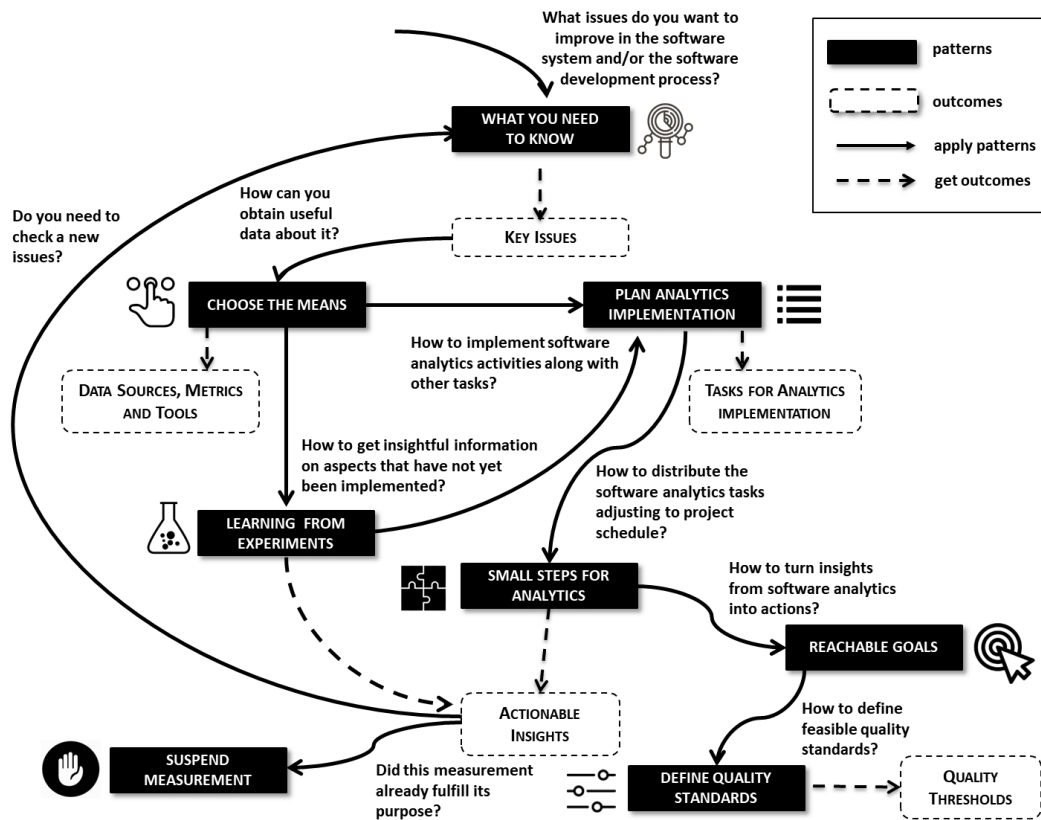 What issues do you want to
improve in the software
system and/or the software
development process?
patterns
outcomes
apply patterns
get outcomes
WHAT YOU NEED
TO KNOW
How can you
obtain useful
data about it?
Do you need to
check a new
issues?
KEY ISSUES
CHOOSE THE MEANS
PLAN ANALYTICS
IMPLEMENTATION
How to implement software
analytics activities along with
other tasks?
DATA SOURCES, METRICS
AND TOOLS
TASKS FOR ANALYTICS
IMPLEMENTATION
How to get insightful information
on aspects that have not yet
been implemented?
How to distribute the
software analytics tasks
adjusting to project
schedule?
LEARNING FROM
EXPERIMENTS
SMALL STEPS FOR
ANALYTICS
How to turn insights
from software analytics
into actions?
REACHABLE GOALS
ACTIONABLE
INSIGHTS
How to define
feasible quality
standards?
SUSPEND
MEASUREMENT
Did this measurement
already fulfill its
purpose?
DEFINE QUALITY
STANDARDS
QUALITY
THRESHOLDS